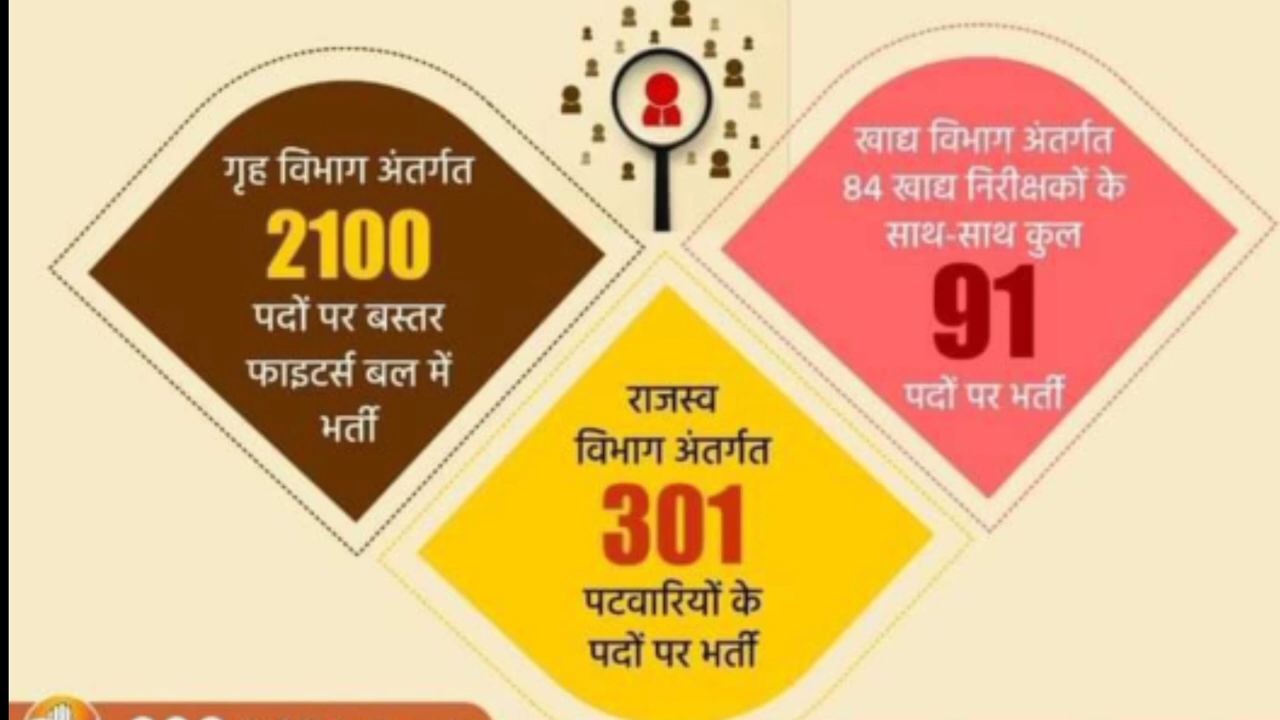 गृह विभाग अंतर्गत
2100
पदों पर बस्तर
फाइटर्स बल में
भर्ती
खाद्य विभाग अंतर्गत
84 खाद्य निरीक्षकों के
साथ-साथ कुल
91
पदों पर भर्ती
राजस्व
विभाग अंतर्गत
301
पटवारियों के
पदों पर भर्ती